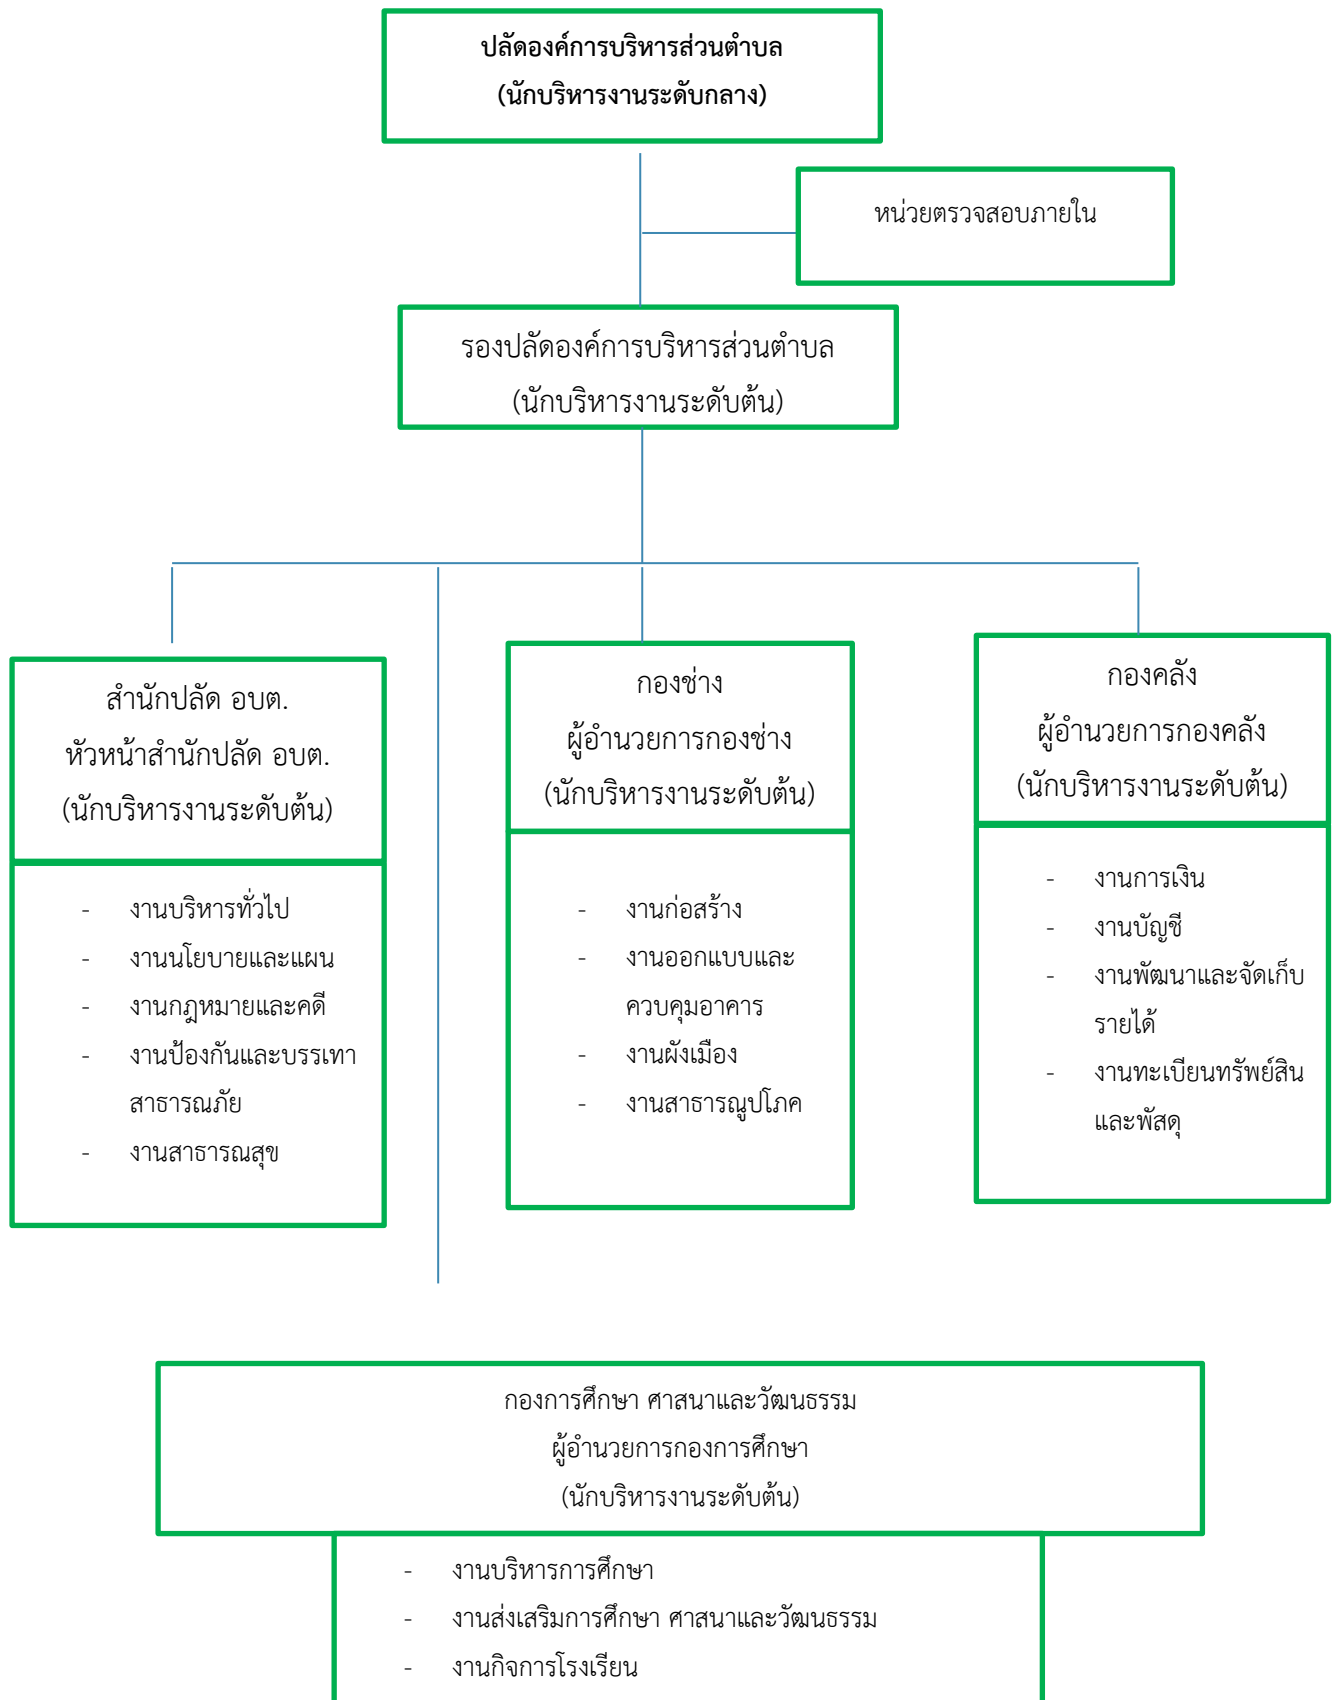 ปลัดองค์การบริหารส่วนตำบล
(นักบริหารงานระดับกลาง)
หน่วยตรวจสอบภายใน
รองปลัดองค์การบริหารส่วนตำบล
(นักบริหารงานระดับต้น)
สำนักปลัด อบต.
หัวหน้าสำนักปลัด อบต.
(นักบริหารงานระดับต้น)
- งานบริหารทั่วไป
- งานนโยบายและแผน
- งานกฎหมายและคดี
- งานป้องกันและบรรเทา
สาธารณภัย
- งานสาธารณสุข
กองช่าง
ผู้อำนวยการกองช่าง
(นักบริหารงานระดับต้น)
- งานก่อสร้าง
- งานออกแบบและ
ควบคุมอาคาร
- งานผังเมือง
- งานสาธารณูปโภค
กองคลัง
ผู้อำนวยการกองคลัง
(นักบริหารงานระดับต้น)
- งานการเงิน
- งานบัญชี
- งานพัฒนาและจัดเก็บ
รายได้
- งานทะเบียนทรัพย์สิน
และพัสดุ
กองการศึกษา ศาสนาและวัฒนธรรม
ผู้อำนวยการกองการศึกษา
(นักบริหารงานระดับต้น)
- งานบริหารการศึกษา
- งานส่งเสริมการศึกษา ศาสนาและวัฒนธรรม
- งานกิจการโรงเรียน